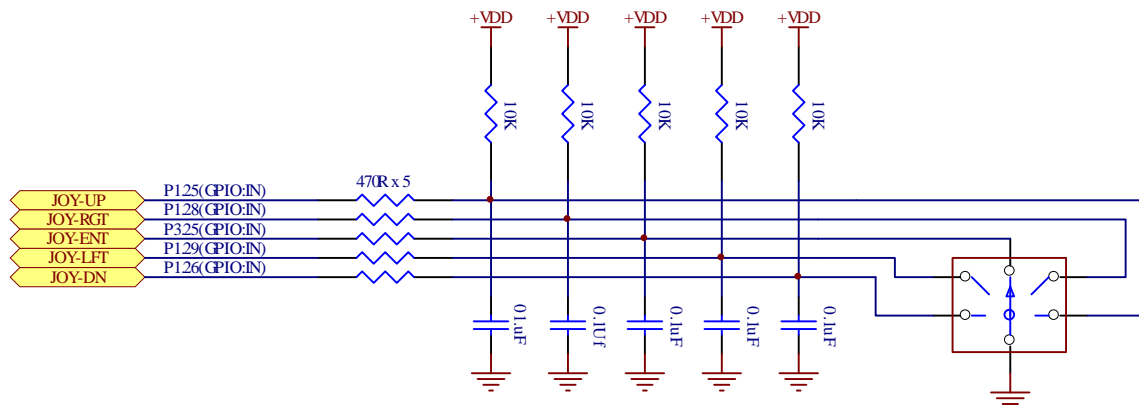 +VDD +VDD +VDD +VDD +VDD
10K 10K 10K 10K 10K
470R x 5
JOY-UP P125(GPIO:IN)
JOY-RGT P128(GPIO:IN)
JOY-ENT P325(GPIO:IN)
JOY-LFT P129(GPIO:IN)
JOY-DN P126(GPIO:IN)
01.uF 0.1Uf 0.1uF 0.1uF 0.1uF